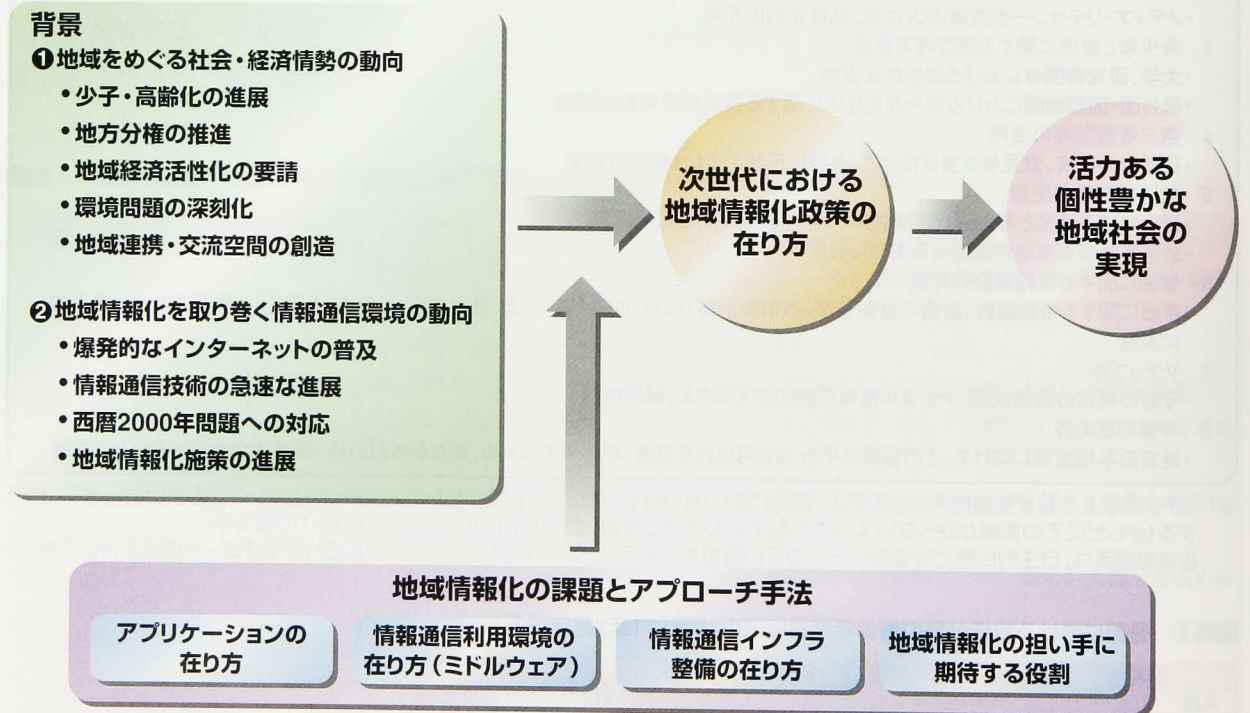 背景
❶地域をめぐる社会・経済情勢の動向
•少子・高齢化の進展
•地方分権の推進
•地域経済活性化の要請
•環境問題の深刻化
•地域連携・交流空間の創造
❷地域情報化を取り巻く情報通信環境の動向
•爆発的なインターネットの普及
•情報通信技術の急速な進展
•西暦2000年問題への対応
•地域情報化施策の進展
次世代における
地域情報化政策の
在り方
活力ある
個性豊かな
地域社会の
実現
地域情報化の課題とアプローチ手法
アプリケーションの
在り方
情報通信利用環境の
在り方（ミドルウェア）
情報通信インフラ
整備の在り方
地域情報化の担い手に
期待する役割